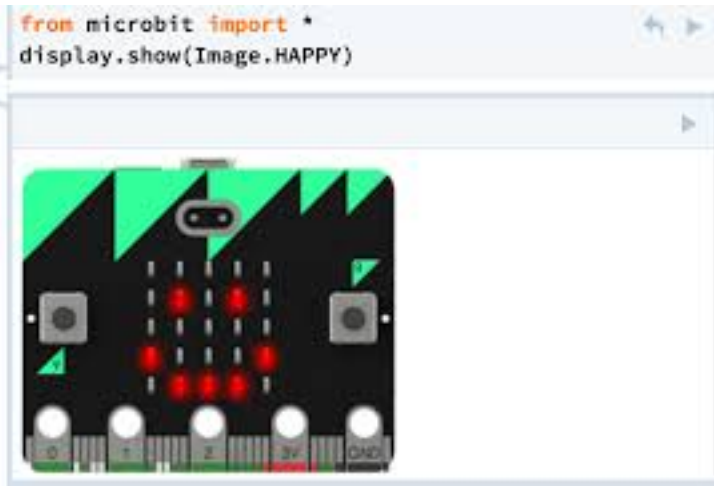 from microbit import *
display.show(Image.HAPPY)
A
B
0 1 2 3V GND